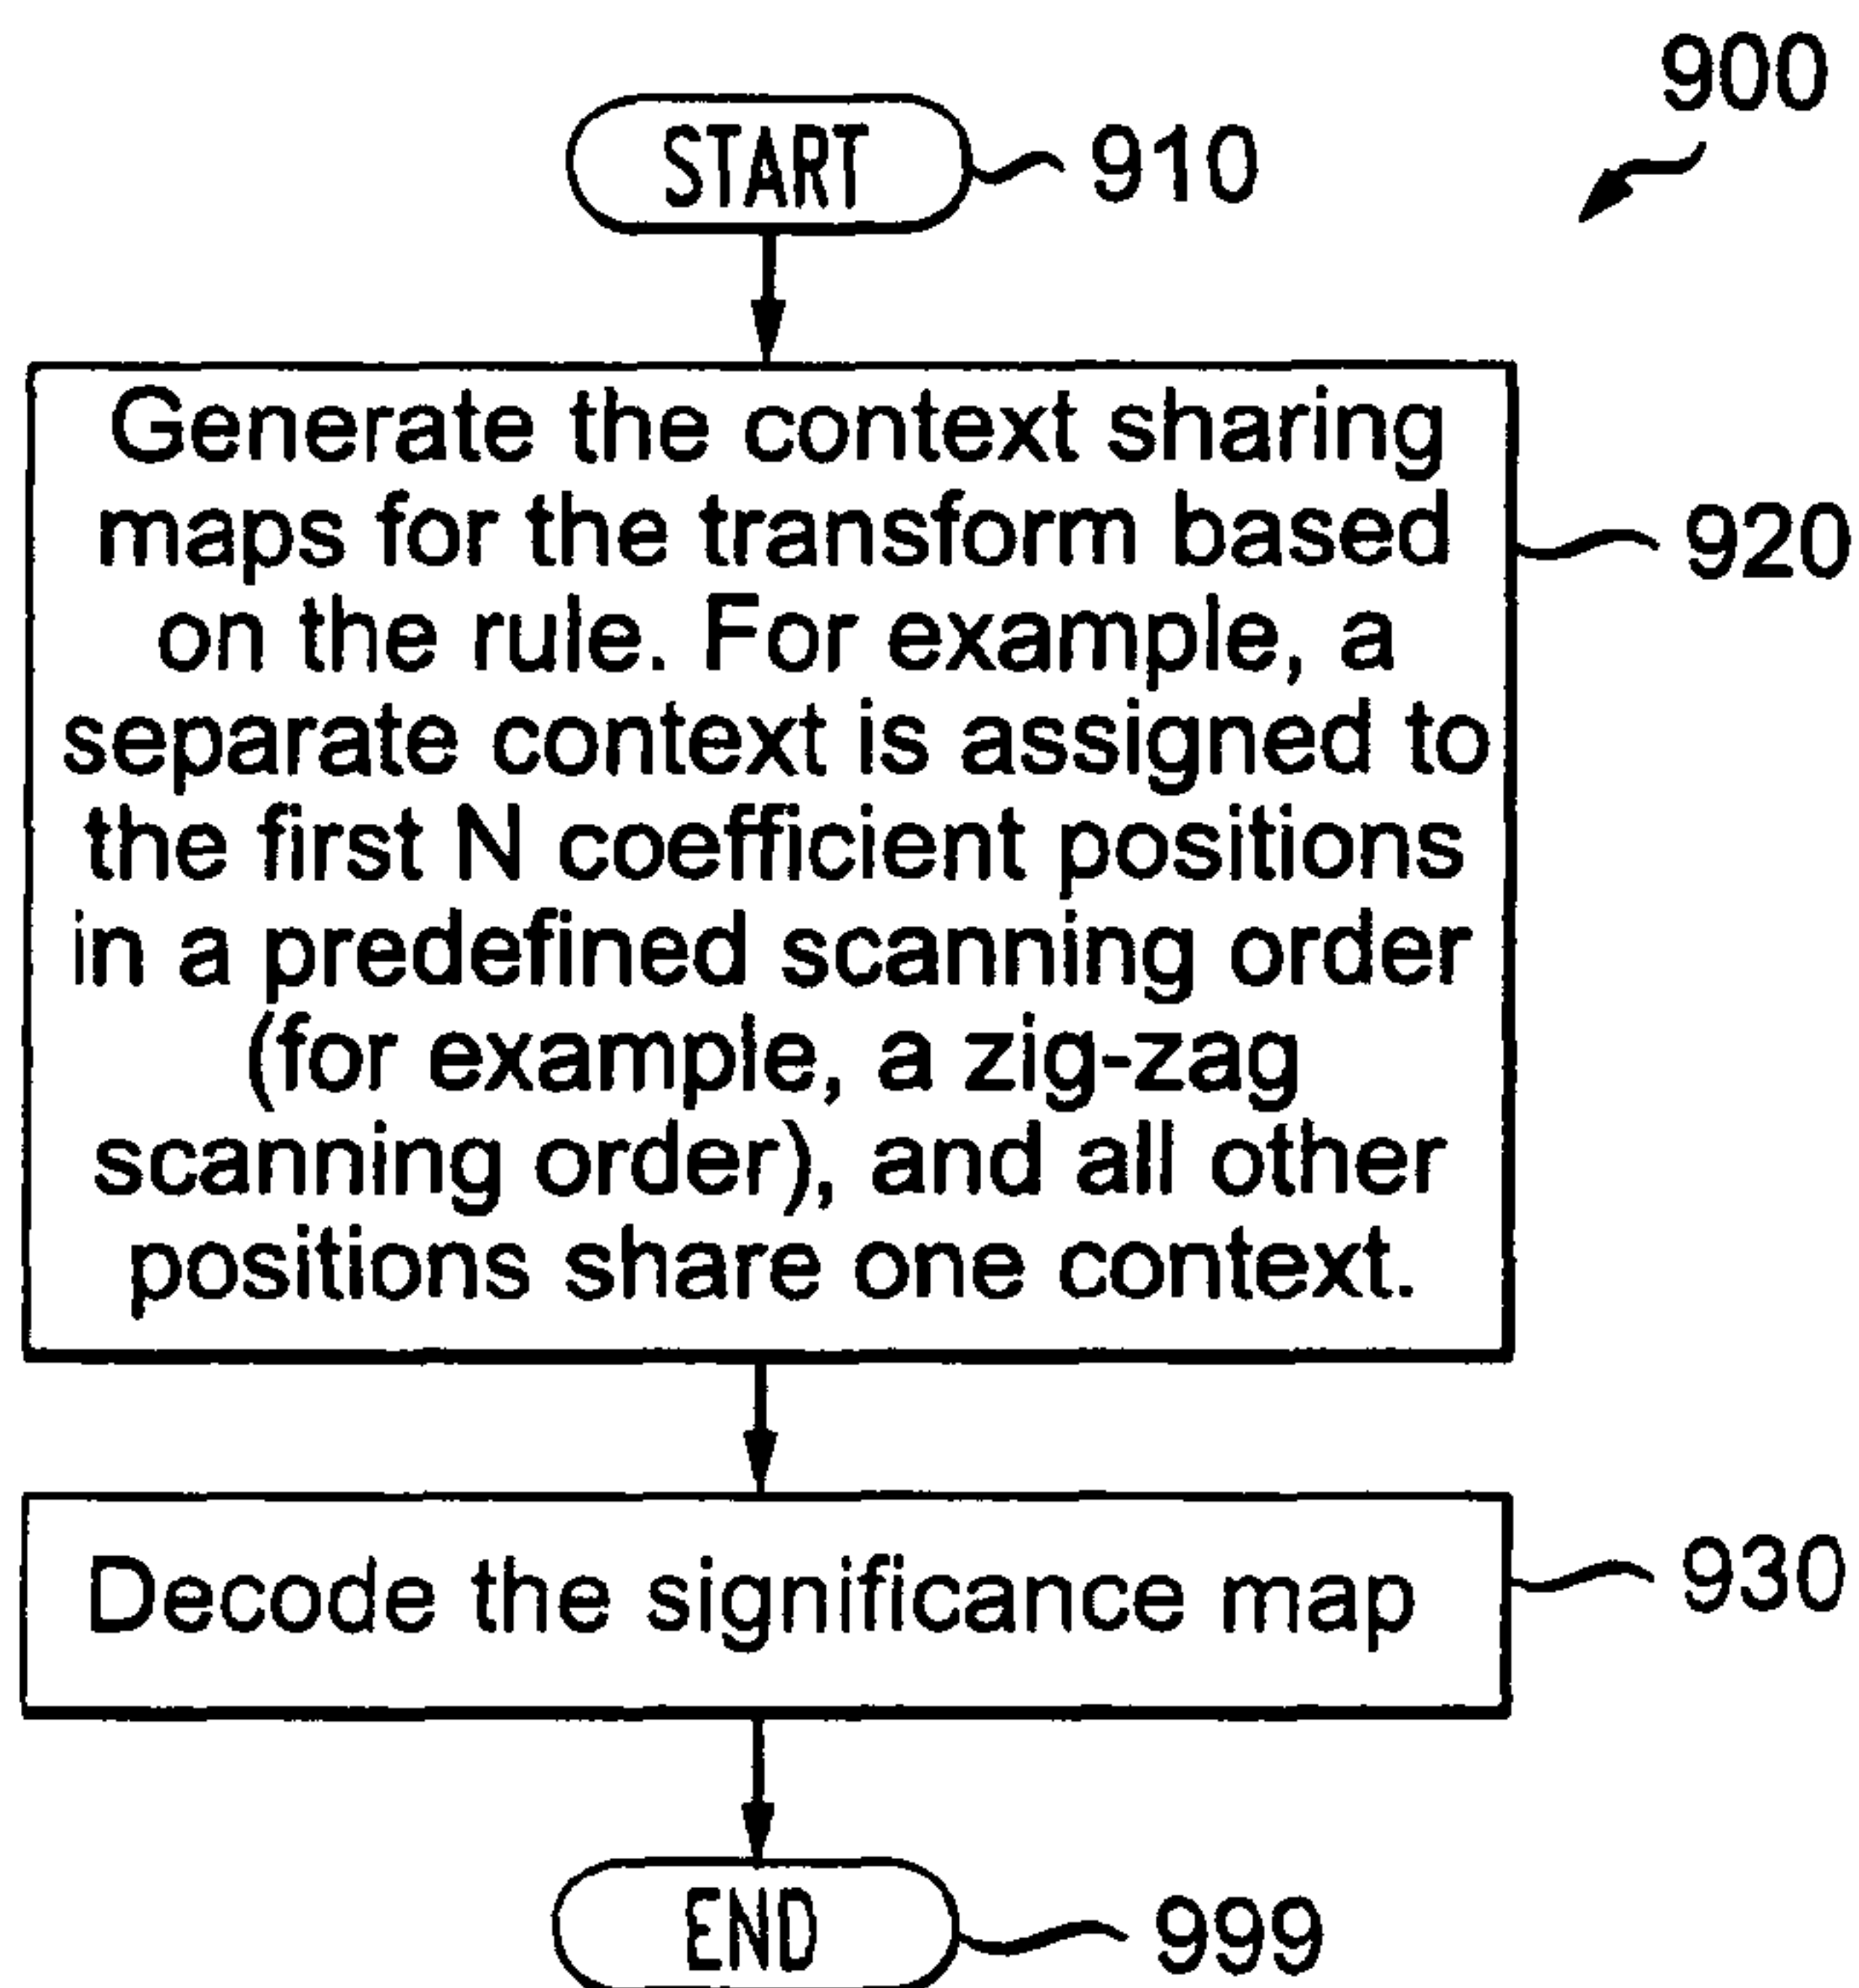 900
START
910
Generate the context sharing
maps for the transform based
on the rule. For example, a
separate context is assigned to
the first N coefficient positions
in a predefined scanning order
(for example, a zig-zag
scanning order), and all other
positions share one context.
920
Decode the significance map
930
END
999